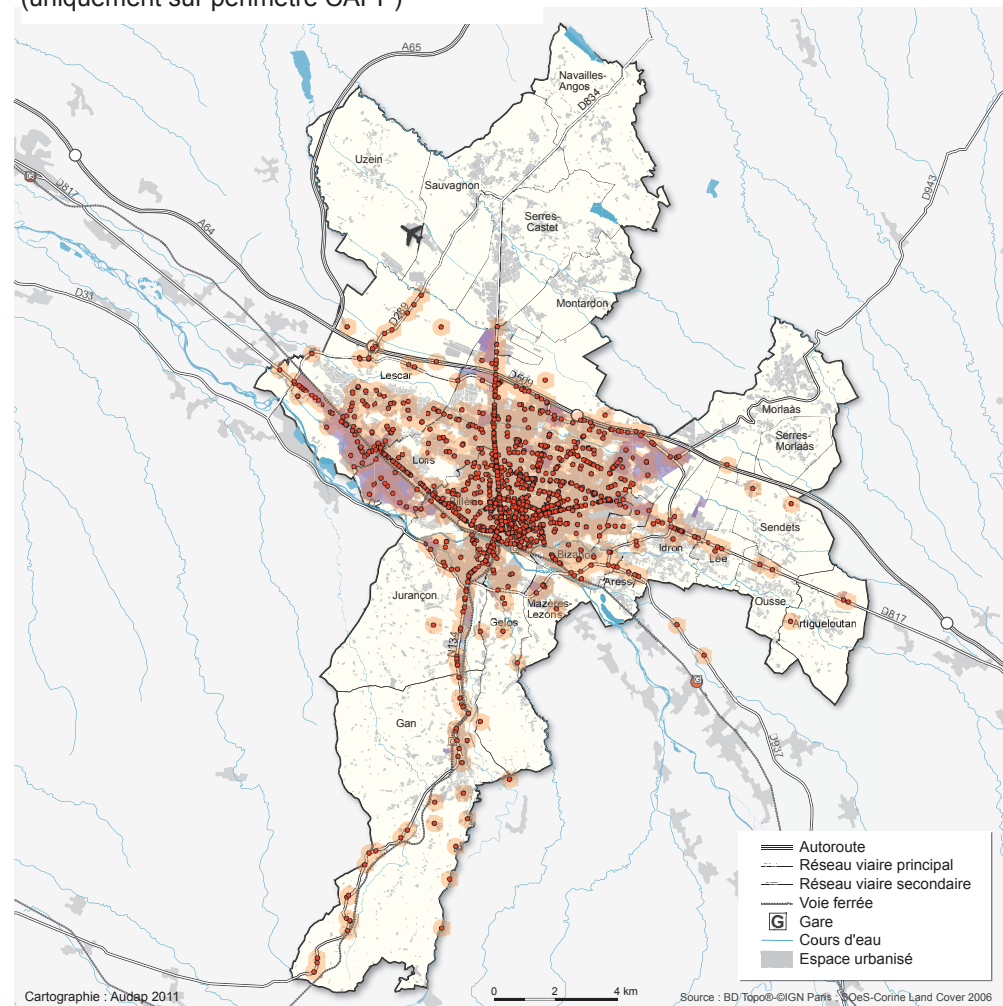 (uniquement sur périmètre CAPP)
A65
Navailles-
Angos
D834
Uzein
Sauvagnon
D943
D817
Serres-
Castet
A64
D33
Montardon
D289
Lescar
Morlaàs
Serres-
Morlaàs
Lons
Sendets
Bizanos
Idron
Lée
Aressy
Jurançon
Mazères-
Lezons
Ousse
Gelos
Artigueloutan
D817
N134
G
Gan
D937
Autoroute
Réseau viaire principal
Réseau viaire secondaire
Voie ferrée
G Gare
Cours d'eau
Espace urbanisé
0 2 4 km
Cartographie : Audap 2011
Source : BD Topo®-©IGN Paris ; SOeS-Corine Land Cover 2006